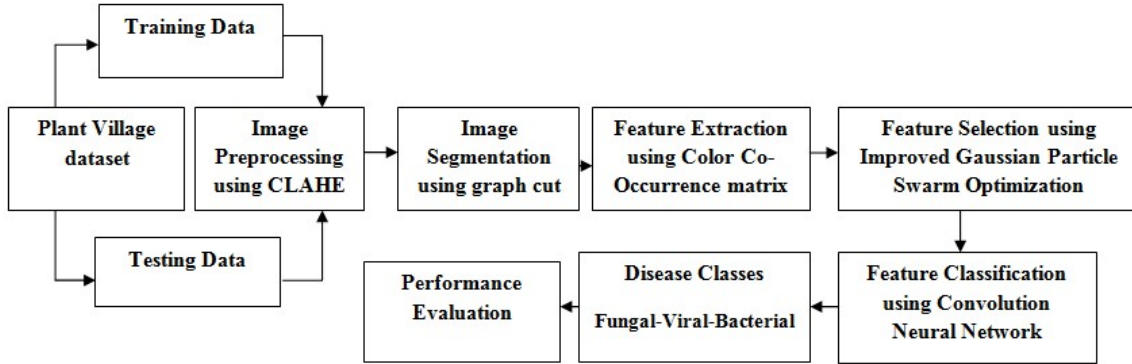 Training Data
Plant Village
dataset
Image
Preprocessing
using CLAHE
Image
Segmentation
using graph cut
Feature Extraction
using Color Co-
Occurrence matrix
Feature Selection using
Improved Gaussian Particle
Swarm Optimization
Testing Data
Performance
Evaluation
Disease Classes
Fungal-Viral-Bacterial
Feature Classification
using Convolution
Neural Network